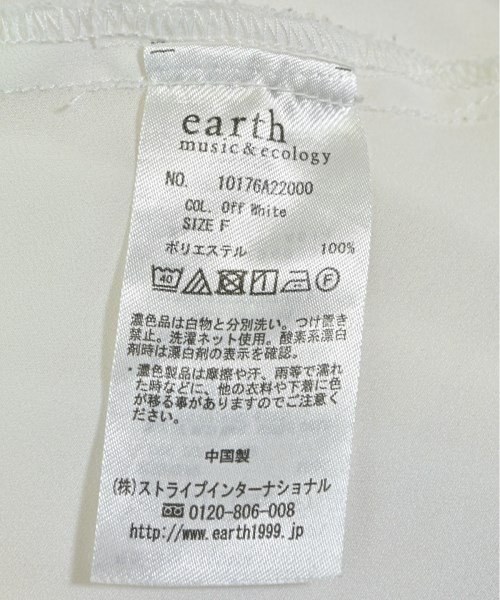 earth
music&ecology
NO. 10176A22000
COL. Off White
SIZE F
ポリエステル 100%
40 F
濃色品は白物と分別洗い。つけ置き
禁止。洗濯ネット使用。酸素系漂白
剤時は漂白剤の表示を確認。
・濃色製品は摩擦や汗、雨等で濡れ
た時などに、他の衣料や下着に色
が移る事がありますのでご注意く
ださい。
中国製
(株)ストライプインターナショナル
0120-806-008
http://www.earth1999.jp